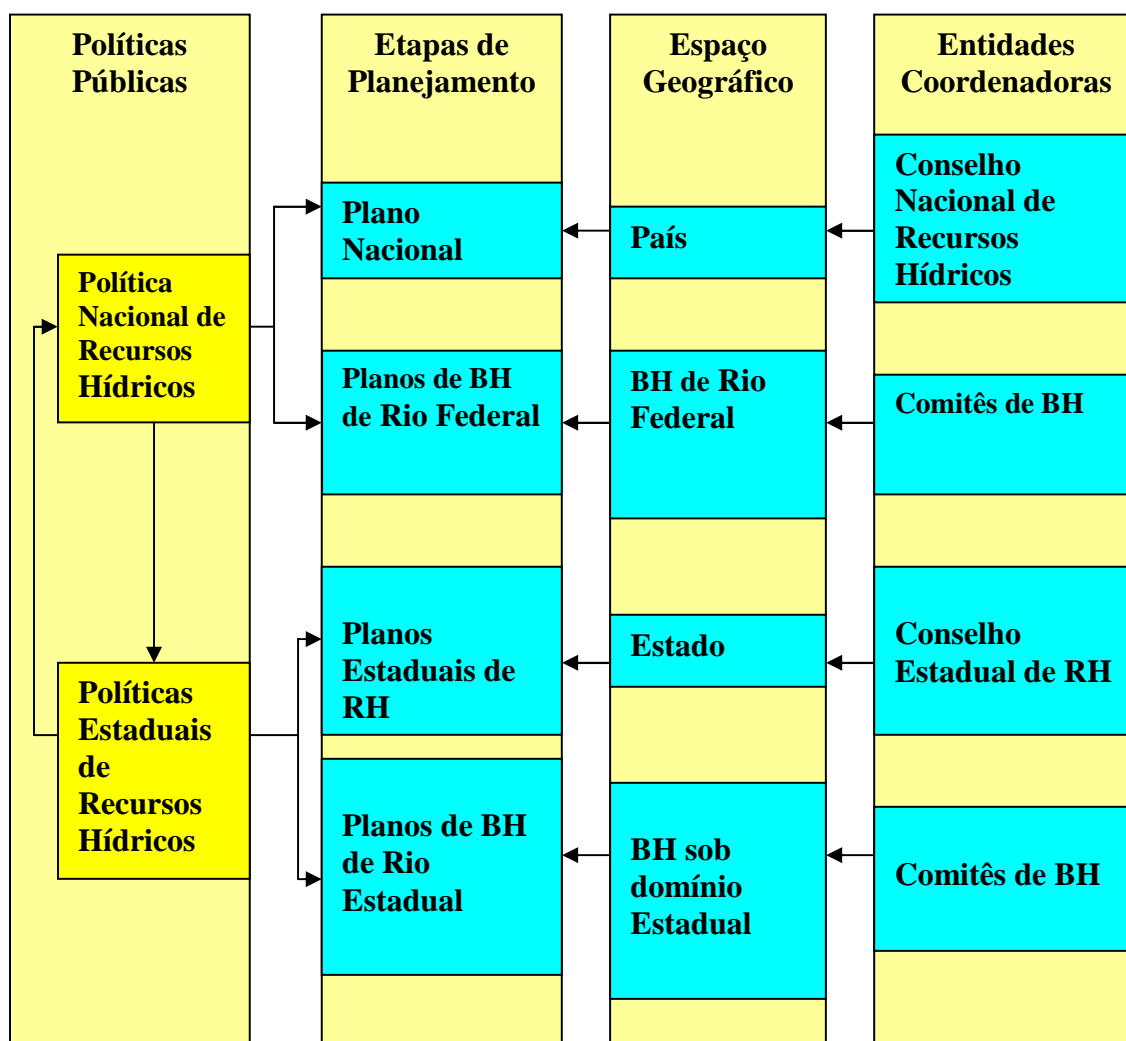 Políticas
Públicas
Etapas de
Planejamento
Espaço
Geográfico
Entidades
Coordenadoras
Política
Nacional de
Recursos
Hídricos
Políticas
Estaduais
de
Recursos
Hídricos
Plano
Nacional
Planos de BH
de Rio Federal
Planos
Estaduais de
RH
Planos de BH
de Rio
Estadual
País
BH de Rio
Federal
Estado
BH sob
domínio
Estadual
Conselho
Nacional de
Recursos
Hídricos
Comitês de BH
Conselho
Estadual de RH
Comitês de BH